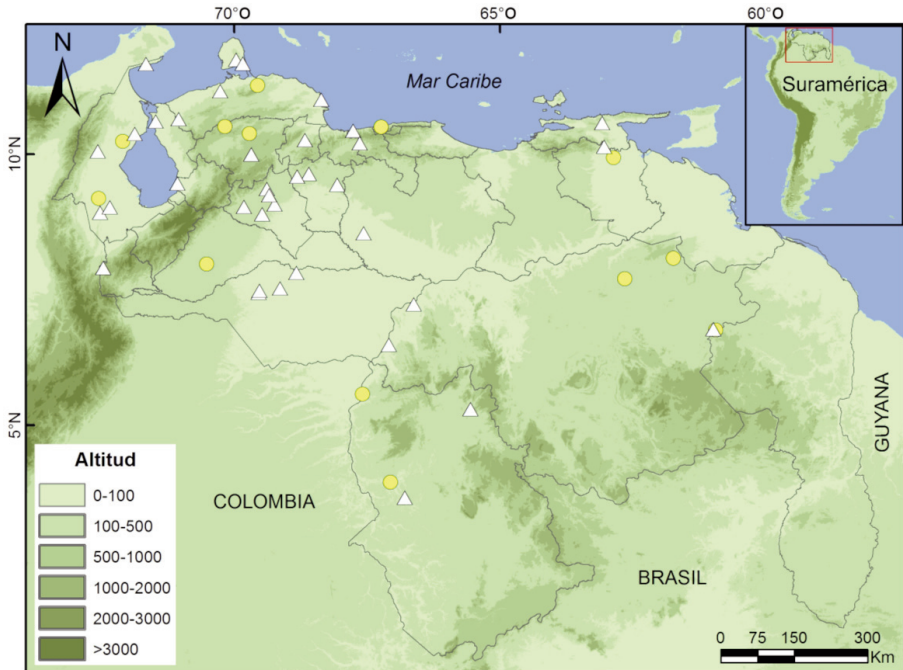 70°O 65°O 60°O
N
Mar Caribe
Suramérica
10°N
5°N
GUYANA
COLOMBIA
BRASIL
Altitud
0-100
100-500
500-1000
1000-2000
2000-3000
>3000
0 75 150 300
Km